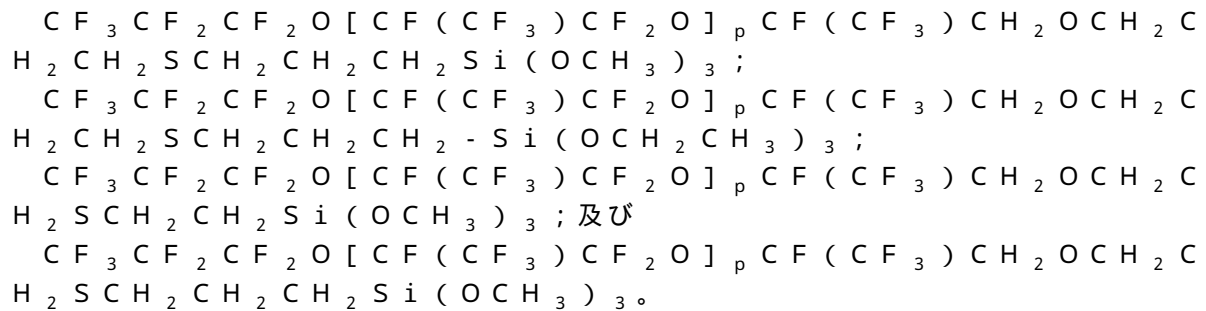 CF₃CF₂CF₂O[CF(CF₃)CF₂O]ₚCF(CF₃)CH₂OCH₂C
H₂CH₂SCH₂CH₂CH₂Si(OCH₃)₃;
CF₃CF₂CF₂O[CF(CF₃)CF₂O]ₚCF(CF₃)CH₂OCH₂C
H₂CH₂SCH₂CH₂CH₂-Si(OCH₂CH₃)₃;
CF₃CF₂CF₂O[CF(CF₃)CF₂O]ₚCF(CF₃)CH₂OCH₂C
H₂SCH₂CH₂Si(OCH₃)₃;及び
CF₃CF₂CF₂O[CF(CF₃)CF₂O]ₚCF(CF₃)CH₂OCH₂C
H₂SCH₂CH₂CH₂Si(OCH₃)₃。